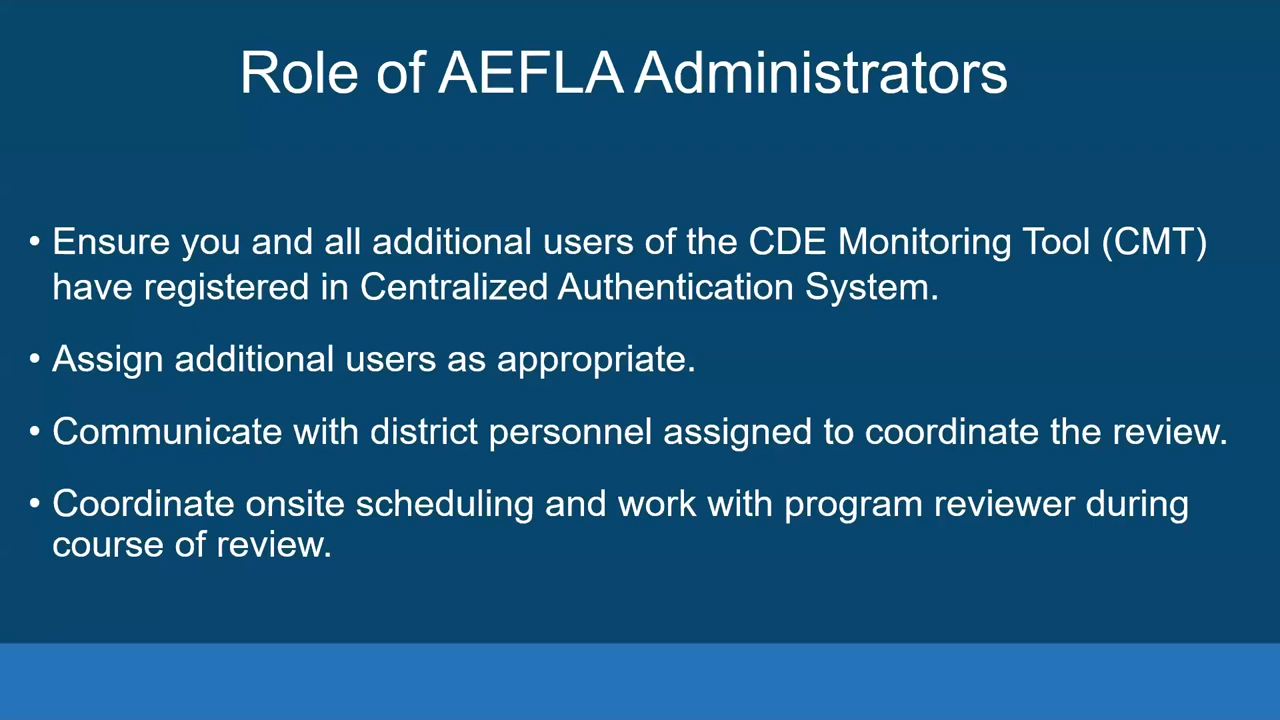 Role of AEFLA Administrators
• Ensure you and all additional users of the CDE Monitoring Tool (CMT)
have registered in Centralized Authentication System.
• Assign additional users as appropriate.
• Communicate with district personnel assigned to coordinate the review.
• Coordinate onsite scheduling and work with program reviewer during
course of review.